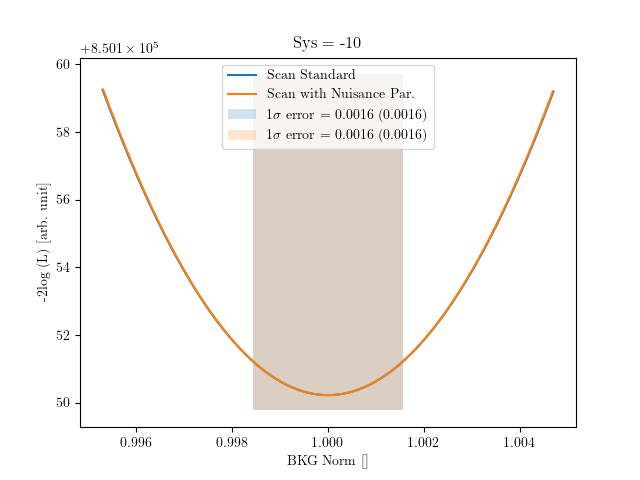 Sys = -10
+8.501 × 10⁵
Scan Standard
Scan with Nuisance Par.
1σ error = 0.0016 (0.0016)
1σ error = 0.0016 (0.0016)
60
58
56
54
52
50
-2log (L) [arb. unit]
0.996 0.998 1.000 1.002 1.004
BKG Norm []